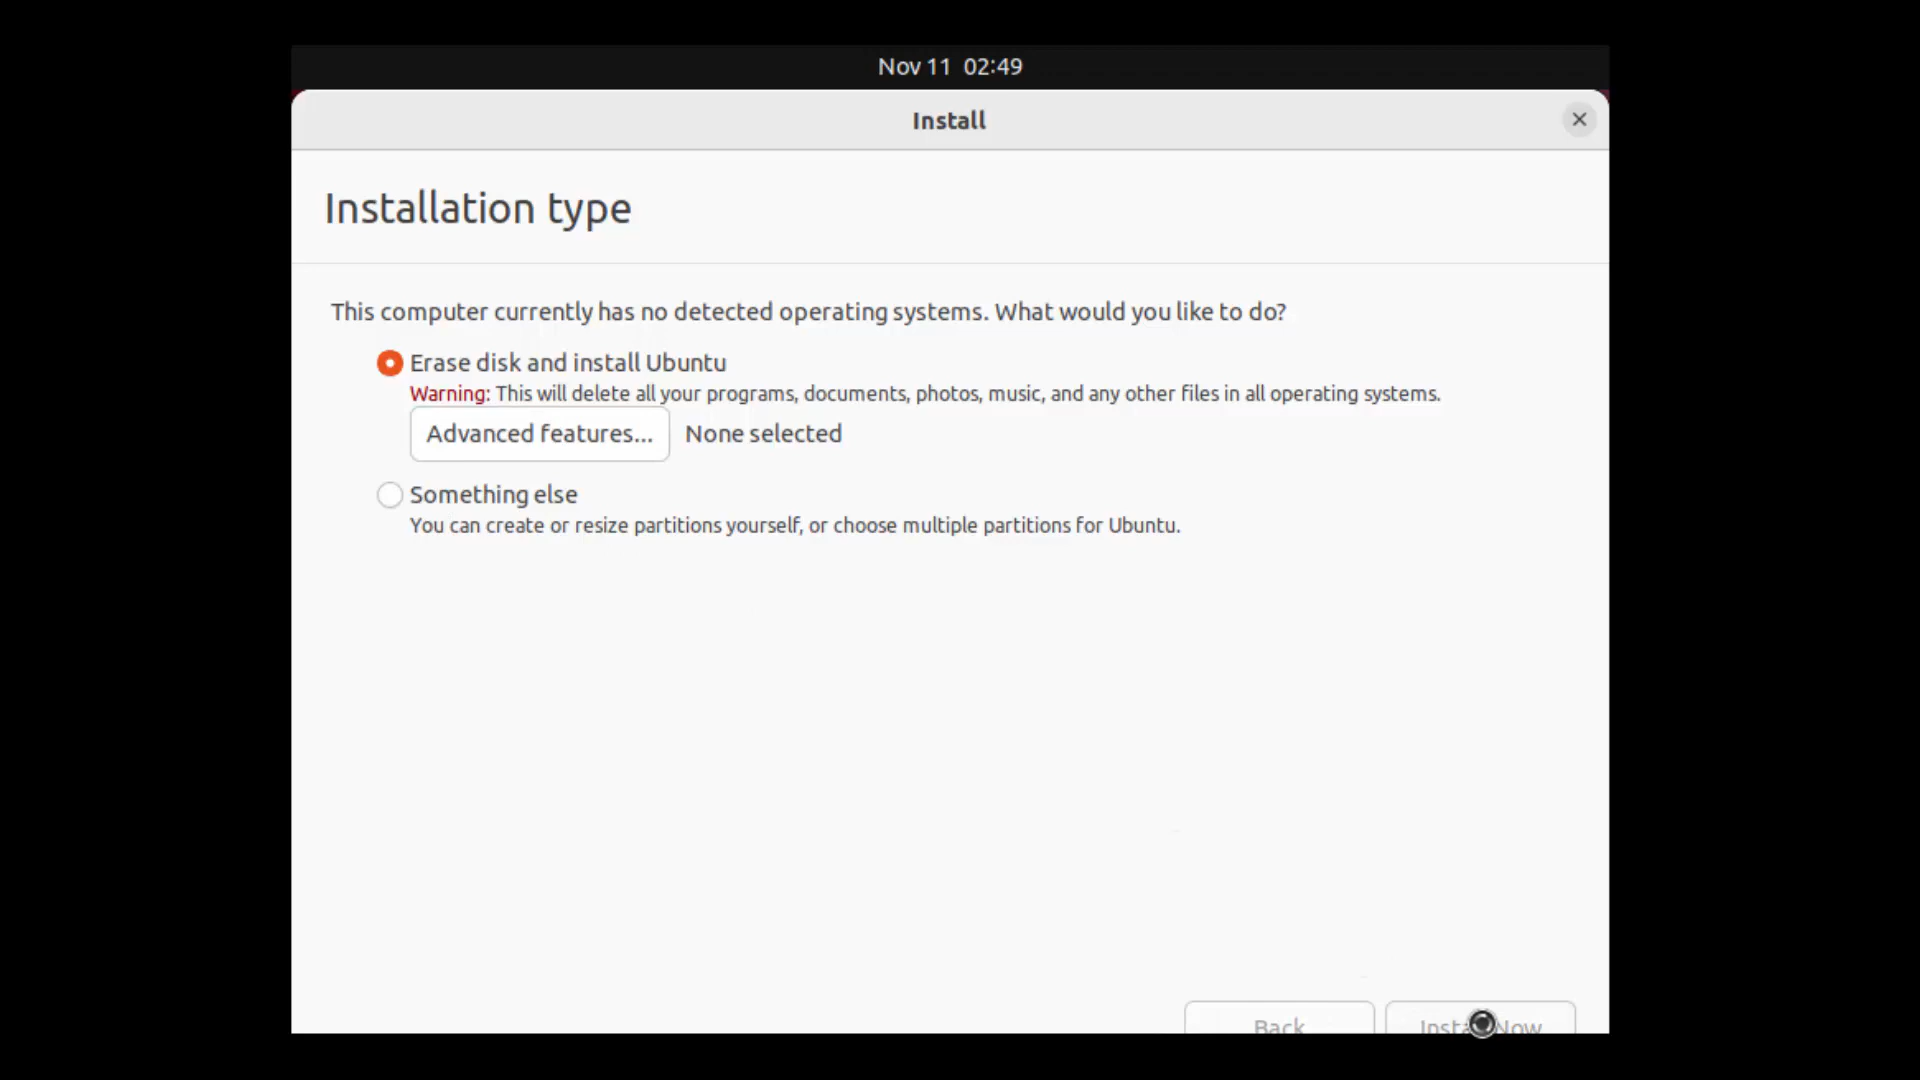 Nov 11 02:49
Install
Installation type
This computer currently has no detected operating systems. What would you like to do?
Erase disk and install Ubuntu
Warning: This will delete all your programs, documents, photos, music, and any other files in all operating systems.
Advanced features... None selected
Something else
You can create or resize partitions yourself, or choose multiple partitions for Ubuntu.
Back Install Now